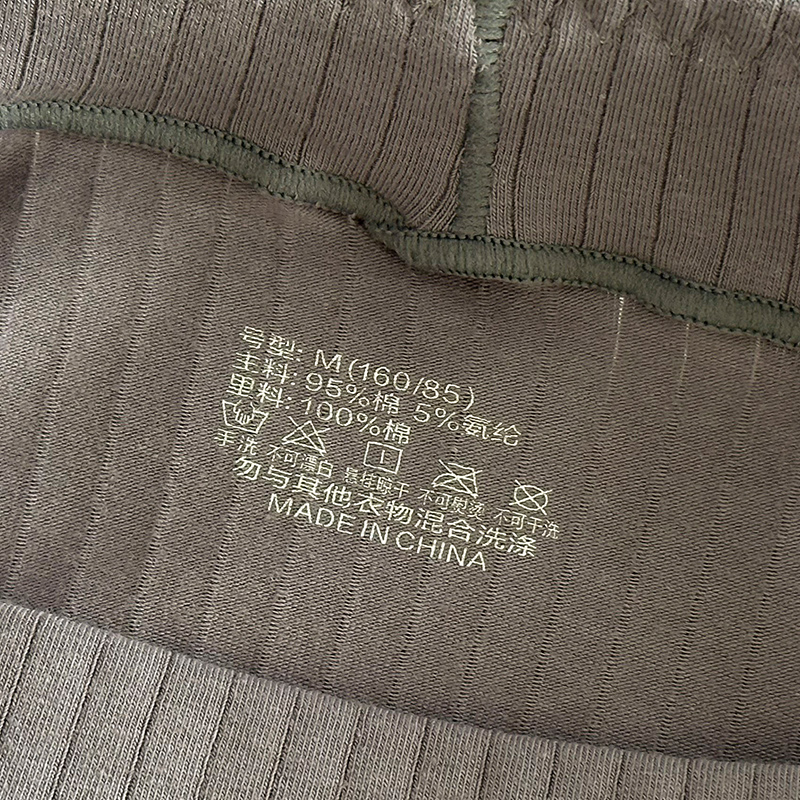 号型: M(160/85)
主料: 95%棉 5%氨纶
里料: 100%棉
手洗 不可漂白 悬挂晾干 不可熨烫 不可干洗
勿与其他衣物混合洗涤
MADE IN CHINA